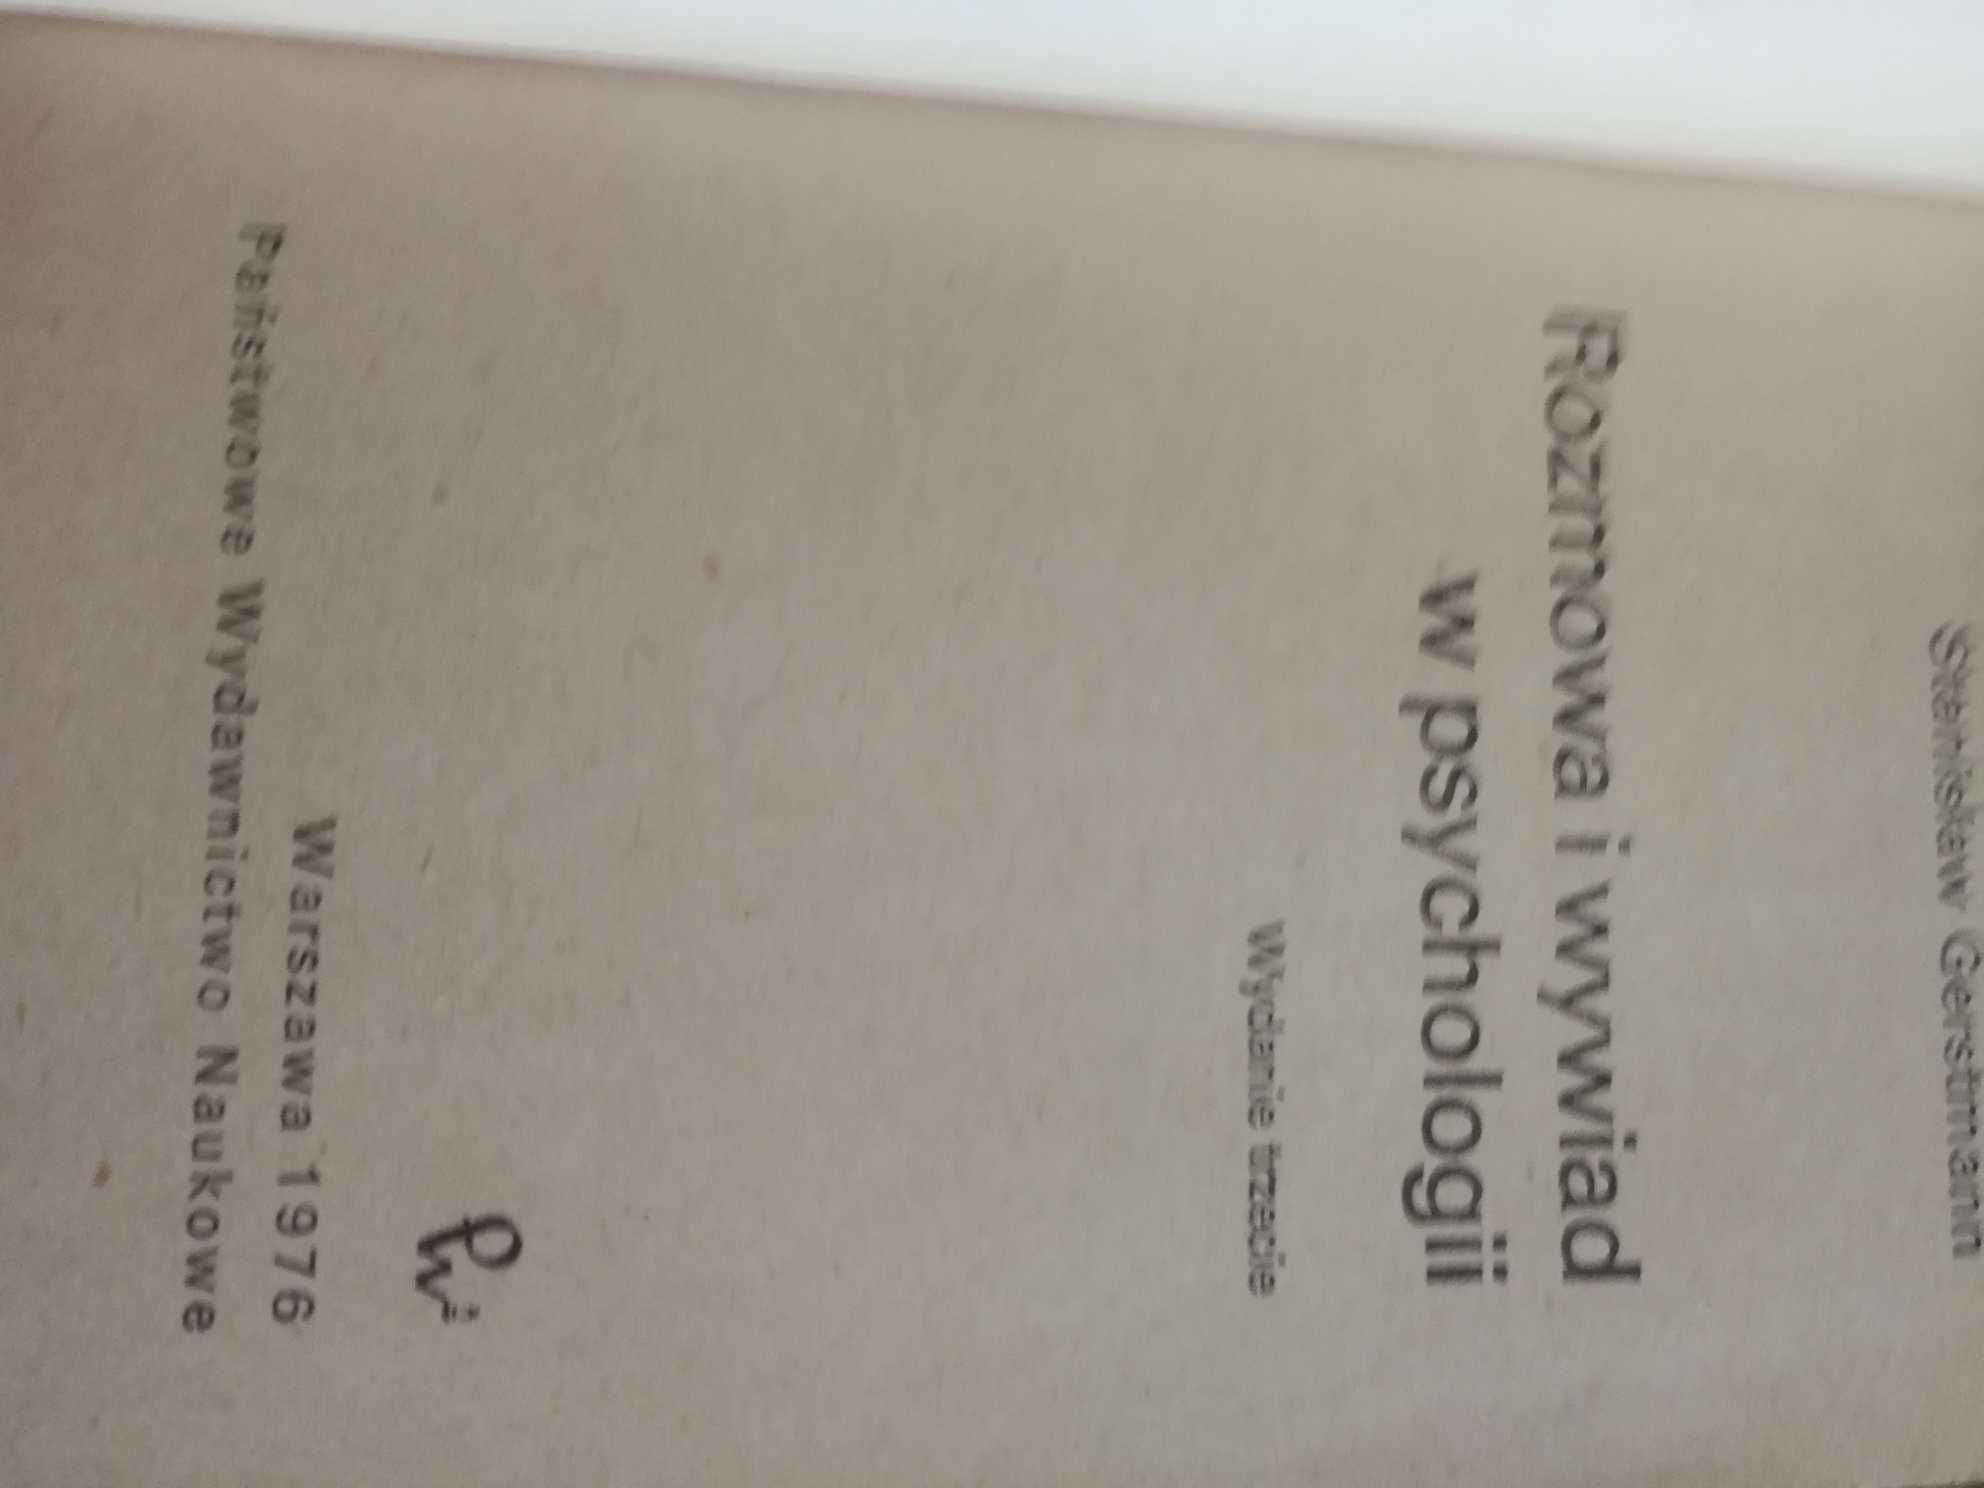 Stanisław Gerstmann
Rozmowa i wywiad
w psychologii
Wydanie trzecie
Warszawa 1976
Państwowe Wydawnictwo Naukowe